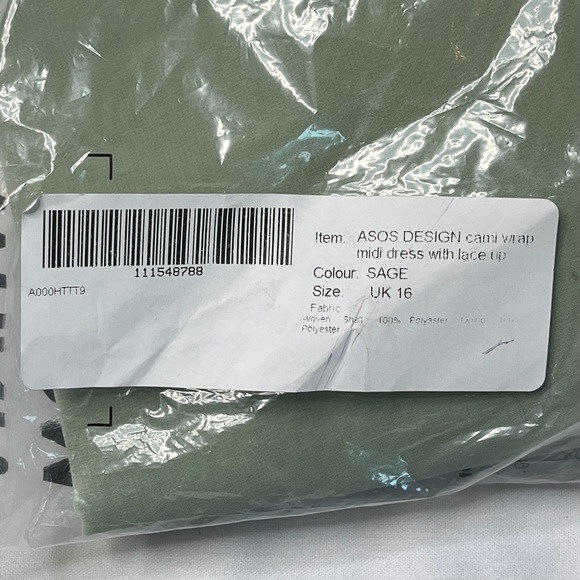 111548788
A000HTTT9
Item: ASOS DESIGN cami wrap
midi dress with lace up
Colour: SAGE
Size. UK 16
Fabric
Woven Shell 100% Polyester
Polyester